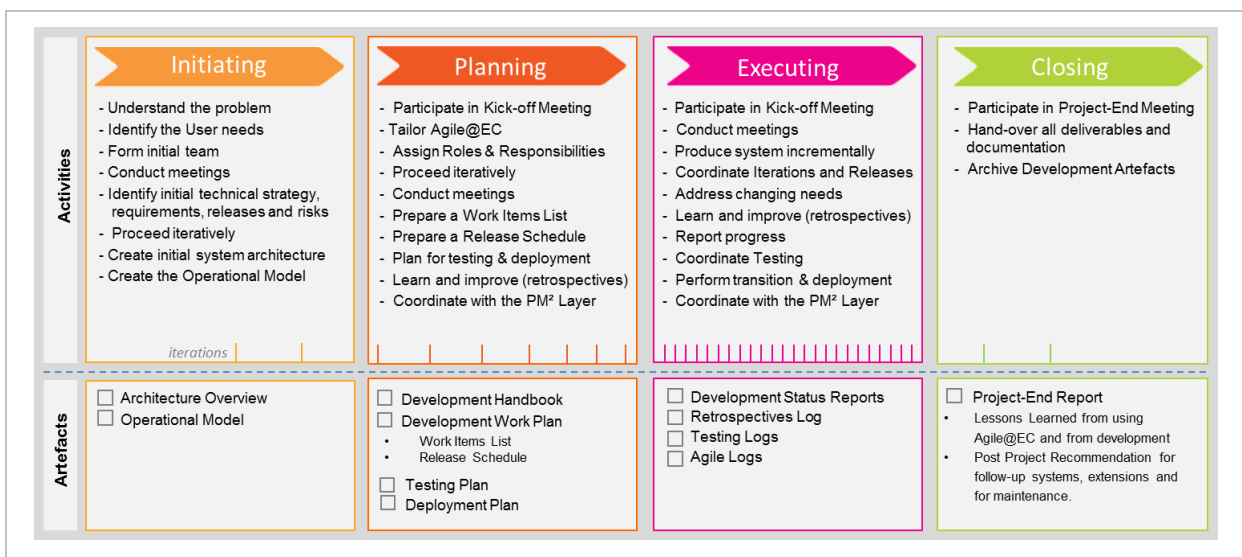 Activities
Initiating
- Understand the problem
- Identify the User needs
- Form initial team
- Conduct meetings
- Identify initial technical strategy,
requirements, releases and risks
- Proceed iteratively
- Create initial system architecture
- Create the Operational Model
iterations
Planning
- Participate in Kick-off Meeting
- Tailor Agile@EC
- Assign Roles & Responsibilities
- Proceed iteratively
- Conduct meetings
- Prepare a Work Items List
- Prepare a Release Schedule
- Plan for testing & deployment
- Learn and improve (retrospectives)
- Coordinate with the PM² Layer
Executing
- Participate in Kick-off Meeting
- Conduct meetings
- Produce system incrementally
- Coordinate Iterations and Releases
- Address changing needs
- Learn and improve (retrospectives)
- Report progress
- Coordinate Testing
- Perform transition & deployment
- Coordinate with the PM² Layer
Closing
- Participate in Project-End Meeting
- Hand-over all deliverables and
documentation
- Archive Development Artefacts
Artefacts
Architecture Overview
Operational Model
Development Handbook
Development Work Plan
• Work Items List
• Release Schedule
Testing Plan
Deployment Plan
Development Status Reports
Retrospectives Log
Testing Logs
Agile Logs
Project-End Report
• Lessons Learned from using
Agile@EC and from development
• Post Project Recommendation for
follow-up systems, extensions and
for maintenance.